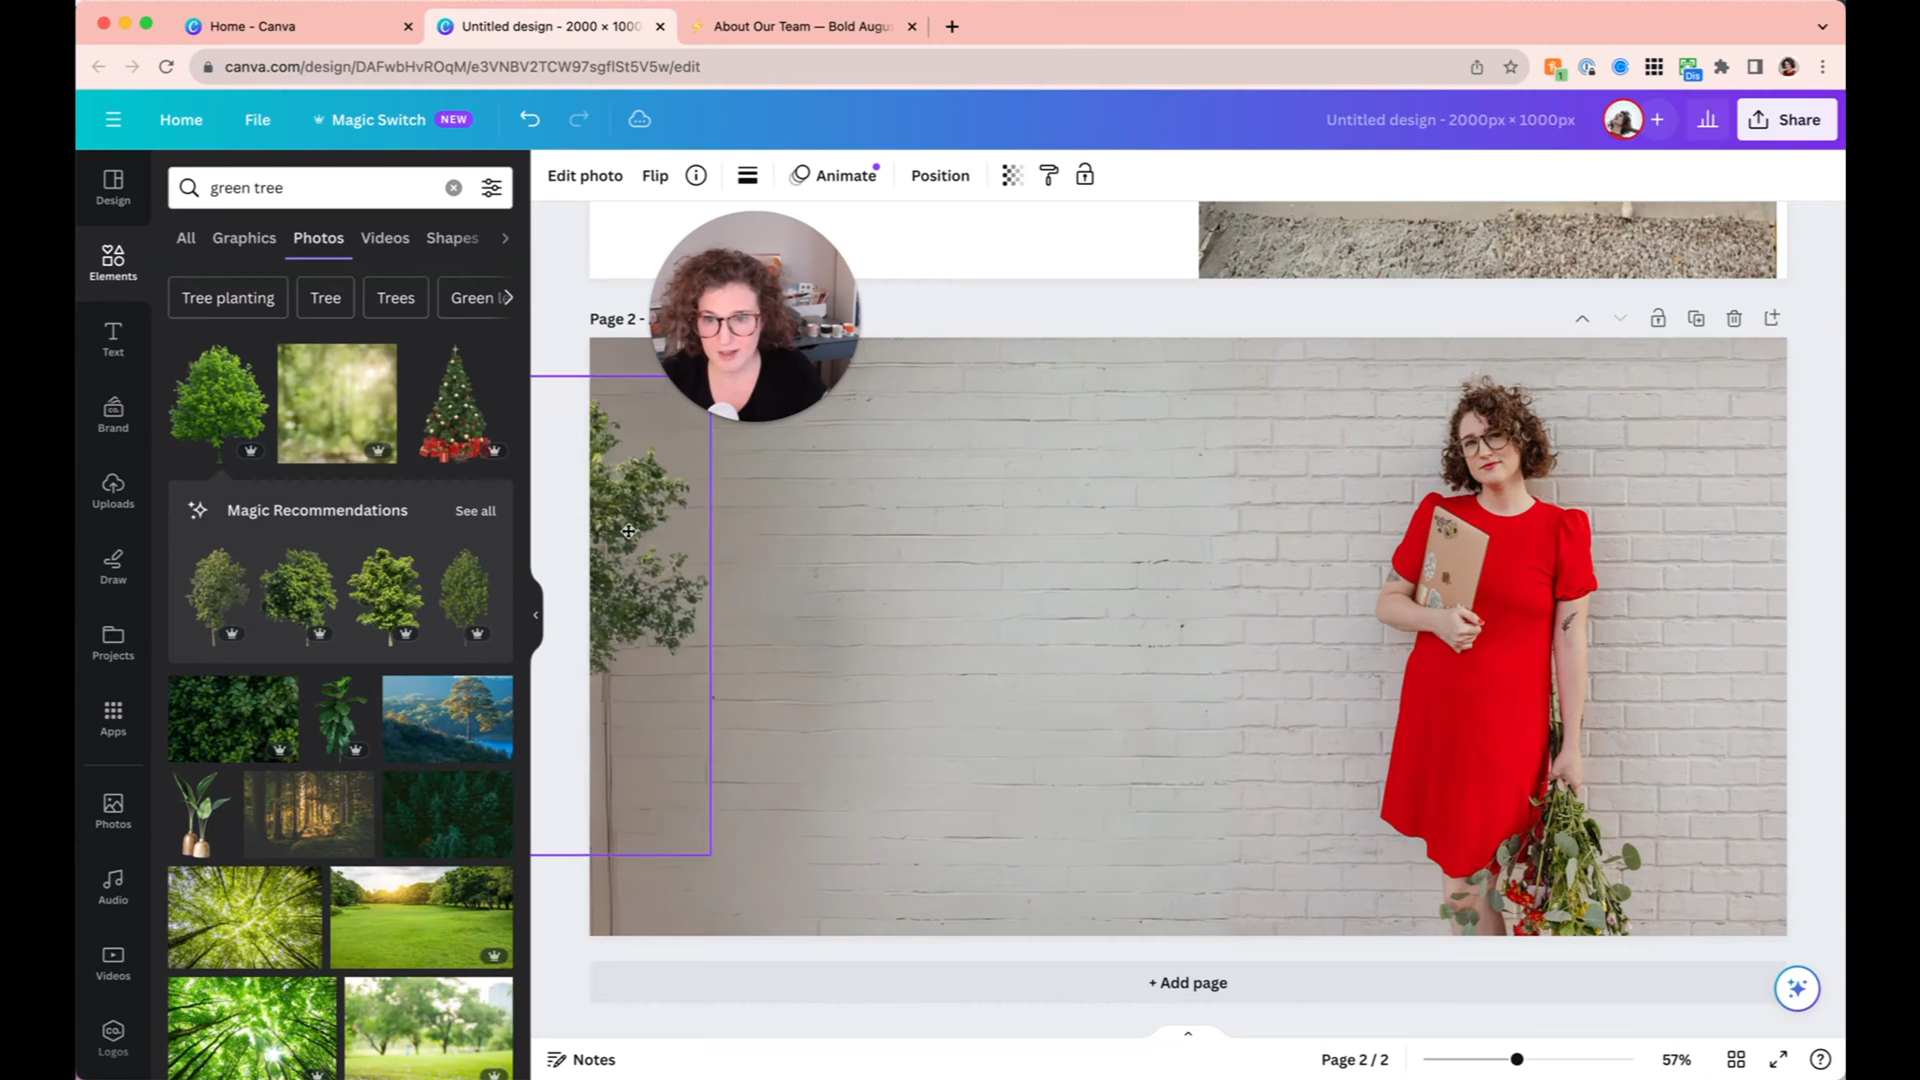 Home - Canva
Untitled design - 2000 × 1000
About Our Team — Bold Augu
canva.com/design/DAFwbHvROqM/e3VNBV2TCW97sgflSt5V5w/edit
1
Dis
Home
File
Magic Switch
NEW
Untitled design - 2000px × 1000px
Share
Design
Elements
Text
Brand
Uploads
Draw
Projects
Apps
Photos
Audio
Videos
Logos
green tree
All
Graphics
Photos
Videos
Shapes
Tree planting
Tree
Trees
Green l
Magic Recommendations
See all
Edit photo
Flip
Animate
Position
Page 2 -
+ Add page
Notes
Page 2 / 2
57%